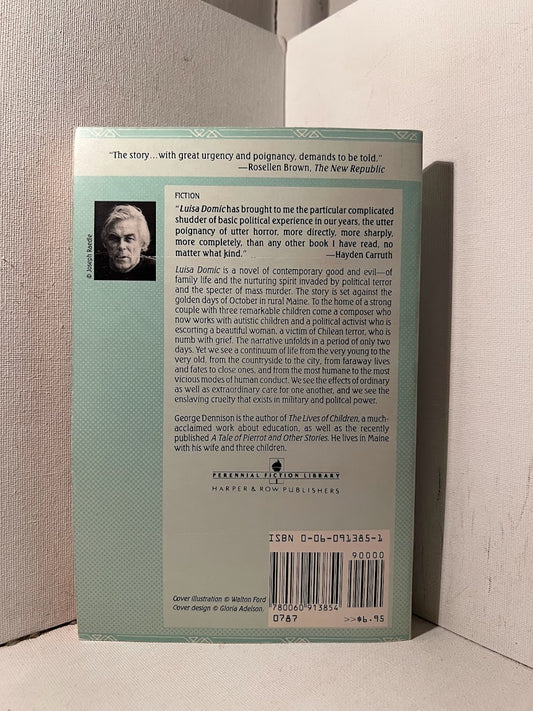 "The story...with great urgency and poignancy, demands to be told."
—Rosellen Brown, The New Republic
FICTION
"Luisa Domic has brought to me the particular complicated
shudder of basic political experience in our years, the utter
poignancy of utter horror, more directly, more sharply,
more completely, than any other book I have read, no
matter what kind."
—Hayden Carruth
© Joseph Raedle
Luisa Domic is a novel of contemporary good and evil—of
family life and the nurturing spirit invaded by political terror
and the specter of mass murder. The story is set against the
golden days of October in rural Maine. To the home of a strong
couple with three remarkable children come a composer who
now works with autistic children and a political activist who is
escorting a beautiful woman, a victim of Chilean terror, who
is numb with grief. The narrative unfolds in a period of only two
days. Yet we see a continuum of life from the very young to the
very old, from the countryside to the city, from faraway lives
and fates to close ones, and from the most humane to the most
vicious modes of human conduct. We see the effects of ordinary
as well as extraordinary care for one another, and we see the
enslaving cruelty that exists in military and political power.
George Dennison is the author of The Lives of Children, a much-
acclaimed work about education, as well as the recently
published A Tale of Pierrot and Other Stories. He lives in Maine
with his wife and three children.
PERENNIAL FICTION LIBRARY
HARPER & ROW PUBLISHERS
ISBN 0-06-091385-1
90000
9 780060 913854
Cover illustration © Walton Ford
Cover design © Gloria Adelson
0787 >>$6.95